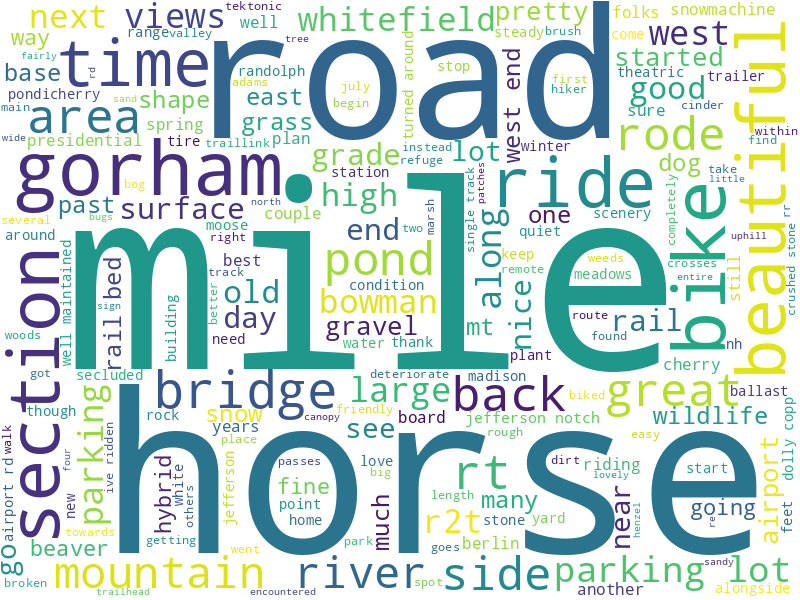 tektonic
next
views
whitefield
pretty
folks
snowmachine
way
well
range
valley
steady
brush
come
west
tree
time
road
beautiful
base
rd
randolph
stop
first
theatric
trailer
pondicherry
adams
hiker
good
area
shape
east
july
turned around
west end
sure
cinder
main
sand
begin
spring
grass
plan
instead
winter
rode
within
wide
presidential
tire
traillink
refuge
find
gorham
grade
lot
dog
take
bog
station
ride
completely
little
past
high
single track
patches
several
surface
couple
one
scenery
north
bugs
moose
end
two
marsh
along
quiet
bike
still
crushed stone
rr
around
right
mile
keep
weeds
crosses
uphill
section
well maintained
best
pond
remote
meadows
entire
track
condition
building
better
old
bowman
nice
route
rail
sign
day
gravel
mt
found
nh
woods
rail bed
need
water
thank
plant
got
secluded
deteriorate
madison
cherry
though
bridge
large
back
biked
great
ballast
parking
rock
canopy
friendly
snow
years
see
board
jefferson notch
easy
wildlife
dolly copp
walk
airport rd
ive ridden
horse
place
passes
love
rough
new
four
hybrid
white
others
jefferson
big
rt
dirt
riding
start
airport
fine
lovely
towards
point
length
many
near
go
home
much
r2t
stone
yard
going
feet
beaver
getting
park
goes
berlin
henzel
re
broken
went
mountain
river
side
parking lot
sandy
trailhead
encountered
spot
another
alongside